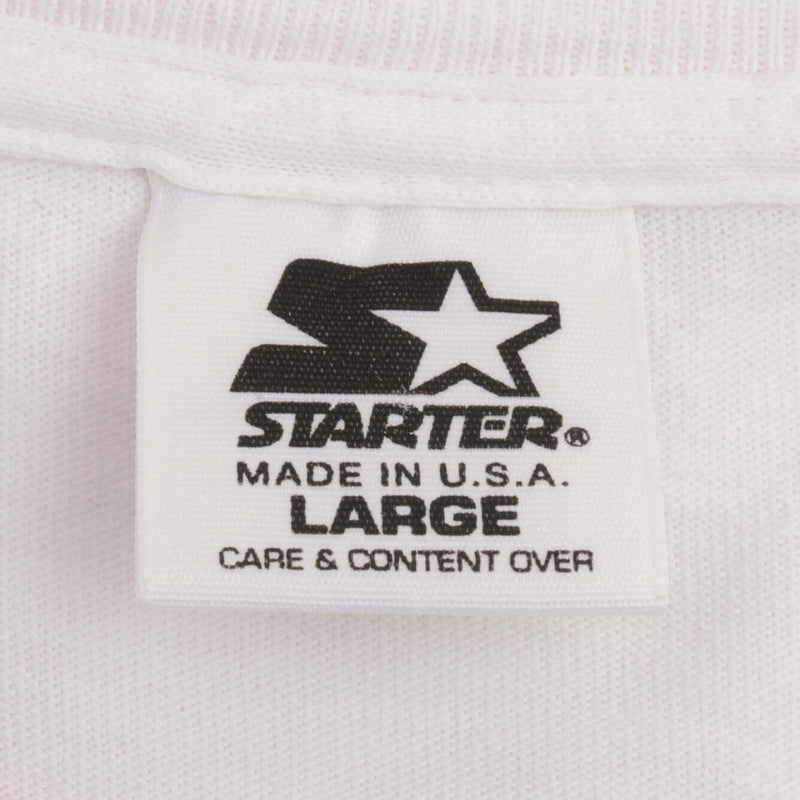 STARTER®
MADE IN U.S.A.
LARGE
CARE & CONTENT OVER